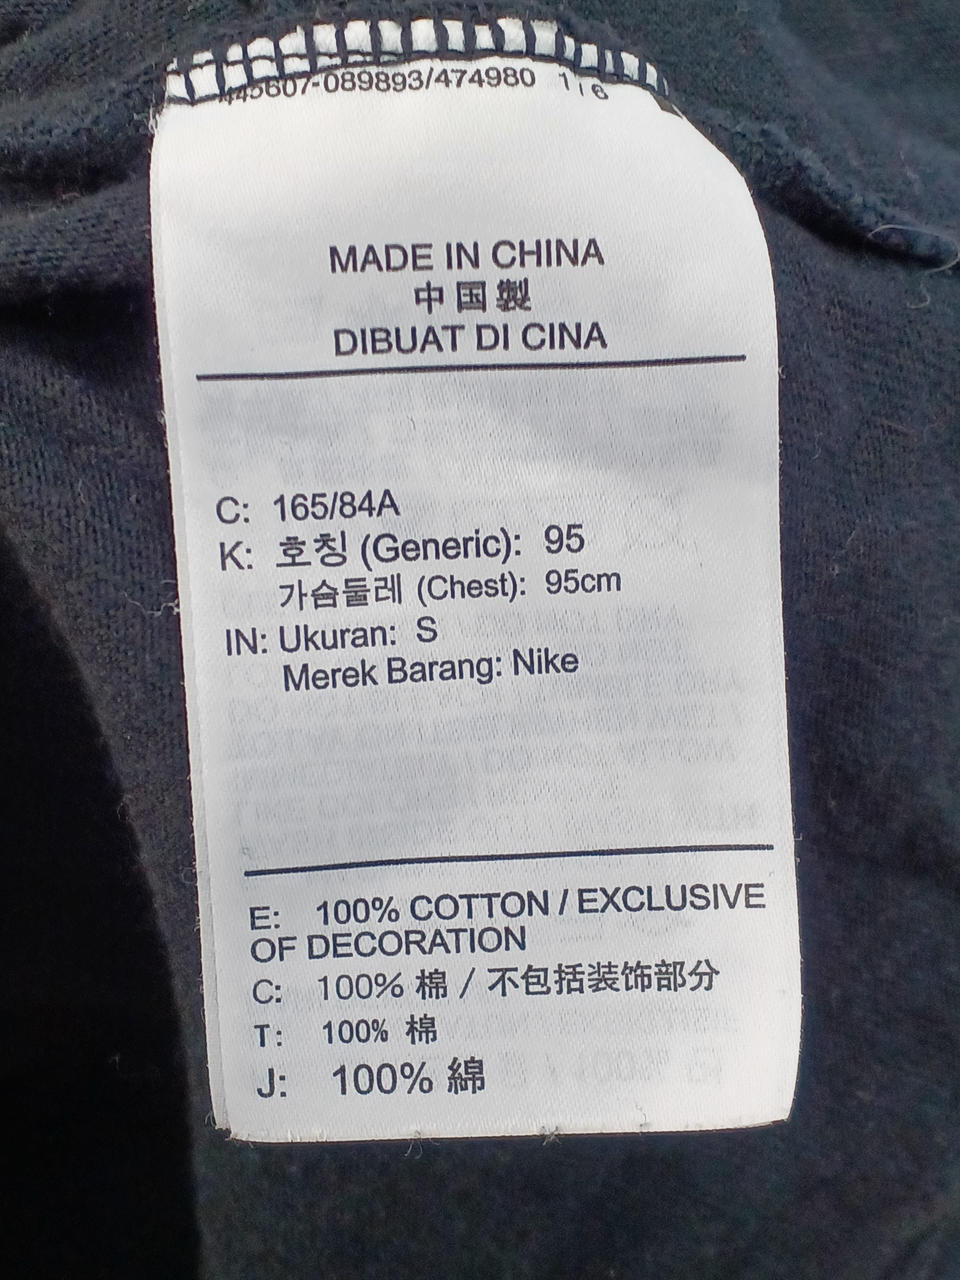 445607-089893/474980 1/6
MADE IN CHINA
中国製
DIBUAT DI CINA
C: 165/84A
K: 호칭 (Generic): 95
가슴둘레 (Chest): 95cm
IN: Ukuran: S
Merek Barang: Nike
E: 100% COTTON / EXCLUSIVE
OF DECORATION
C: 100% 棉 / 不包括装饰部分
T: 100% 棉
J: 100% 綿